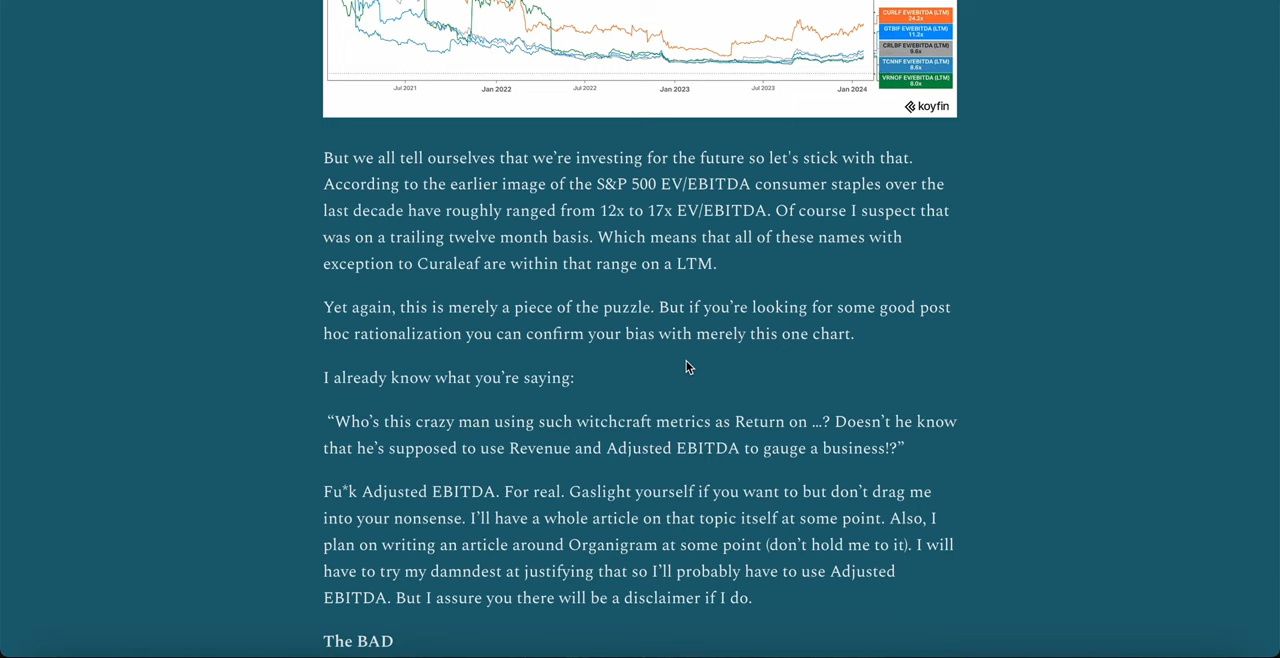 CURLF EV/EBITDA (LTM)
24.2x
GTBIF EV/EBITDA (LTM)
11.2x
CRLBF EV/EBITDA (LTM)
9.6x
TCNNF EV/EBITDA (LTM)
8.6x
VRNOF EV/EBITDA (LTM)
8.0x
Jul 2021 Jan 2022 Jul 2022 Jan 2023 Jul 2023 Jan 2024
koyfin
But we all tell ourselves that we’re investing for the future so let's stick with that.
According to the earlier image of the S&P 500 EV/EBITDA consumer staples over the
last decade have roughly ranged from 12x to 17x EV/EBITDA. Of course I suspect that
was on a trailing twelve month basis. Which means that all of these names with
exception to Curaleaf are within that range on a LTM.
Yet again, this is merely a piece of the puzzle. But if you’re looking for some good post
hoc rationalization you can confirm your bias with merely this one chart.
I already know what you’re saying:
“Who’s this crazy man using such witchcraft metrics as Return on ...? Doesn’t he know
that he’s supposed to use Revenue and Adjusted EBITDA to gauge a business!?”
Fu*k Adjusted EBITDA. For real. Gaslight yourself if you want to but don’t drag me
into your nonsense. I’ll have a whole article on that topic itself at some point. Also, I
plan on writing an article around Organigram at some point (don’t hold me to it). I will
have to try my damndest at justifying that so I’ll probably have to use Adjusted
EBITDA. But I assure you there will be a disclaimer if I do.
The BAD